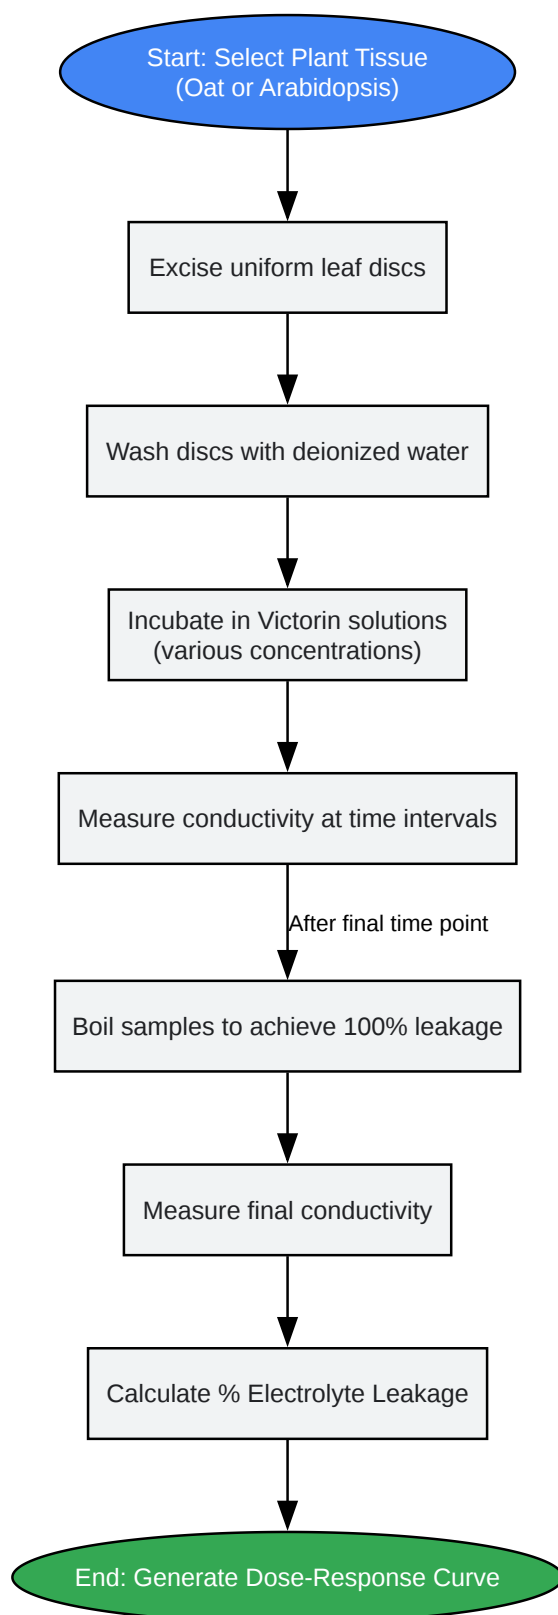 Start: Select Plant Tissue
(Oat or Arabidopsis)
Excise uniform leaf discs
Wash discs with deionized water
Incubate in Victorin solutions
(various concentrations)
Measure conductivity at time intervals
After final time point
Boil samples to achieve 100% leakage
Measure final conductivity
Calculate % Electrolyte Leakage
End: Generate Dose-Response Curve